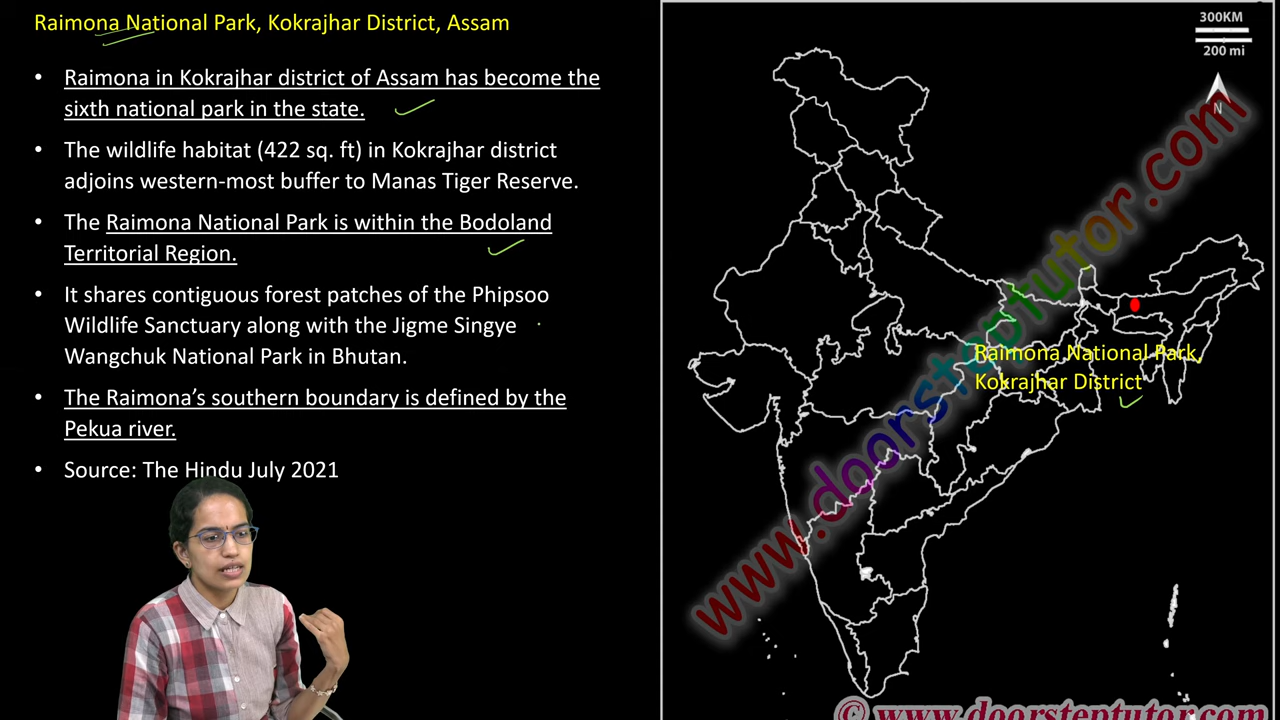 Raimona National Park, Kokrajhar District, Assam
• Raimona in Kokrajhar district of Assam has become the
sixth national park in the state.
• The wildlife habitat (422 sq. ft) in Kokrajhar district
adjoins western-most buffer to Manas Tiger Reserve.
• The Raimona National Park is within the Bodoland
Territorial Region.
• It shares contiguous forest patches of the Phipsoo
Wildlife Sanctuary along with the Jigme Singye
Wangchuk National Park in Bhutan.
• The Raimona’s southern boundary is defined by the
Pekua river.
• Source: The Hindu July 2021
300KM
200 mi
N
Raimona National Park,
Kokrajhar District
www.doorsteptutor.com
© www.doorsteptutor.com